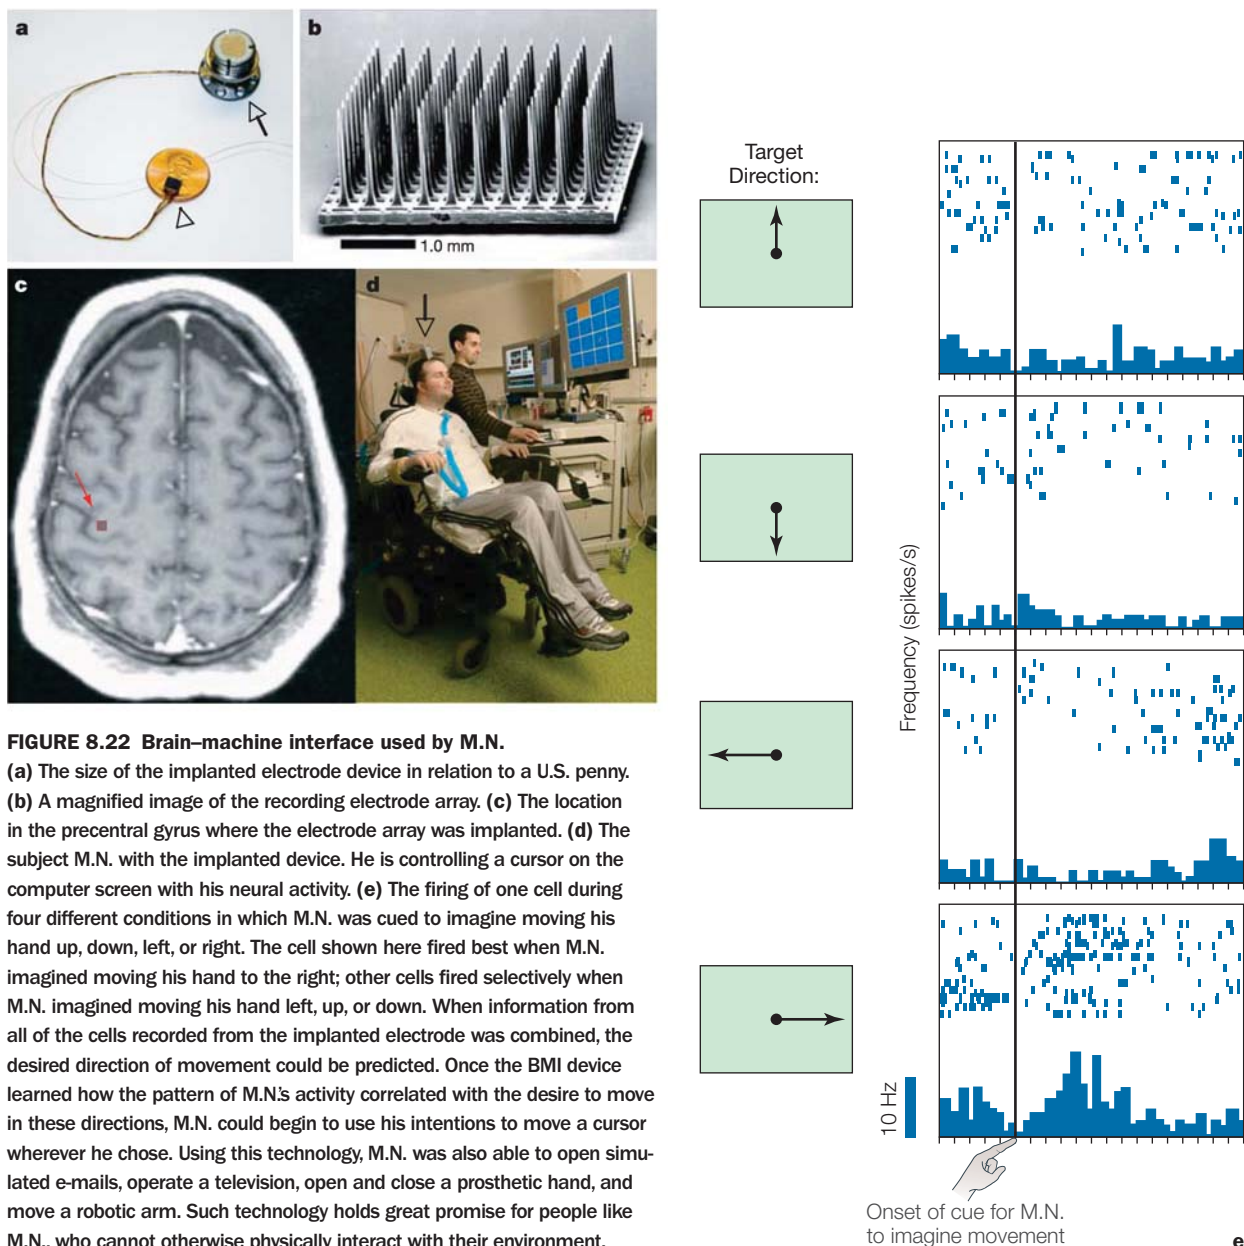 a
b
1.0 mm
c
d
FIGURE 8.22 Brain–machine interface used by M.N.
(a) The size of the implanted electrode device in relation to a U.S. penny.
(b) A magnified image of the recording electrode array. (c) The location
in the precentral gyrus where the electrode array was implanted. (d) The
subject M.N. with the implanted device. He is controlling a cursor on the
computer screen with his neural activity. (e) The firing of one cell during
four different conditions in which M.N. was cued to imagine moving his
hand up, down, left, or right. The cell shown here fired best when M.N.
imagined moving his hand to the right; other cells fired selectively when
M.N. imagined moving his hand left, up, or down. When information from
all of the cells recorded from the implanted electrode was combined, the
desired direction of movement could be predicted. Once the BMI device
learned how the pattern of M.N.'s activity correlated with the desire to move
in these directions, M.N. could begin to use his intentions to move a cursor
wherever he chose. Using this technology, M.N. was also able to open simu-
lated e-mails, operate a television, open and close a prosthetic hand, and
move a robotic arm. Such technology holds great promise for people like
M.N., who cannot otherwise physically interact with their environment.
Target
Direction:
Frequency (spikes/s)
10 Hz
Onset of cue for M.N.
to imagine movement
e